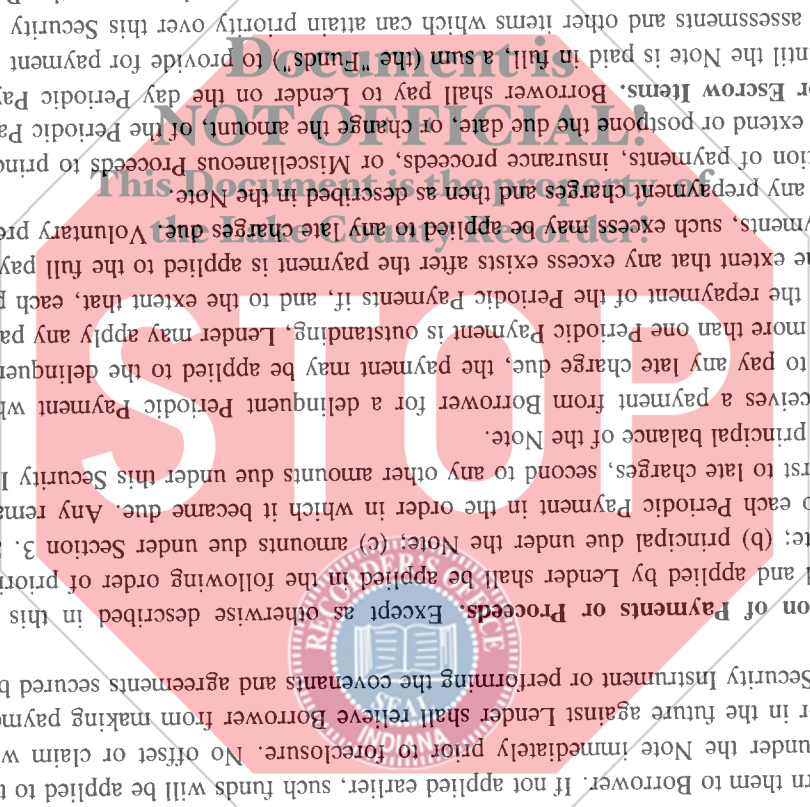 Document is
NOT OFFICIAL!
This Document is the property of
the Lake County Recorder!
STOP
RECORDER'S OFFICE
SEAL
INDIANA
rn them to Borrower. If not applied earlier, such funds will be applied to t
under the Note immediately prior to foreclosure. No offset or claim w
er in the future against Lender shall relieve Borrower from making payme
Security Instrument or performing the covenants and agreements secured b
on of Payments or Proceeds. Except as otherwise described in this
d and applied by Lender shall be applied in the following order of priori
te; (b) principal due under the Note; (c) amounts due under Section 3.
o each Periodic Payment in the order in which it became due. Any rema
rst to late charges, second to any other amounts due under this Security I
principal balance of the Note.
ceives a payment from Borrower for a delinquent Periodic Payment wh
to pay any late charge due, the payment may be applied to the delinquen
more than one Periodic Payment is outstanding, Lender may apply any pa
the repayment of the Periodic Payments if, and to the extent that, each p
he extent that any excess exists after the payment is applied to the full pay
yments, such excess may be applied to any late charges due. Voluntary pre
any prepayment charges and then as described in the Note.
tion of payments, insurance proceeds, or Miscellaneous Proceeds to princ
extend or postpone the due date, or change the amount, of the Periodic Pa
or Escrow Items. Borrower shall pay to Lender on the day Periodic Pay
ntil the Note is paid in full, a sum (the "Funds") to provide for payment
assessments and other items which can attain priority over this Security